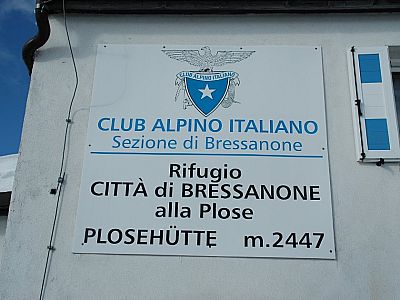 CLUB ALPINO ITALIANO
Sezione di Bressanone
Rifugio
CITTÀ di BRESSANONE
alla Plose
PLOSEHÜTTE m.2447